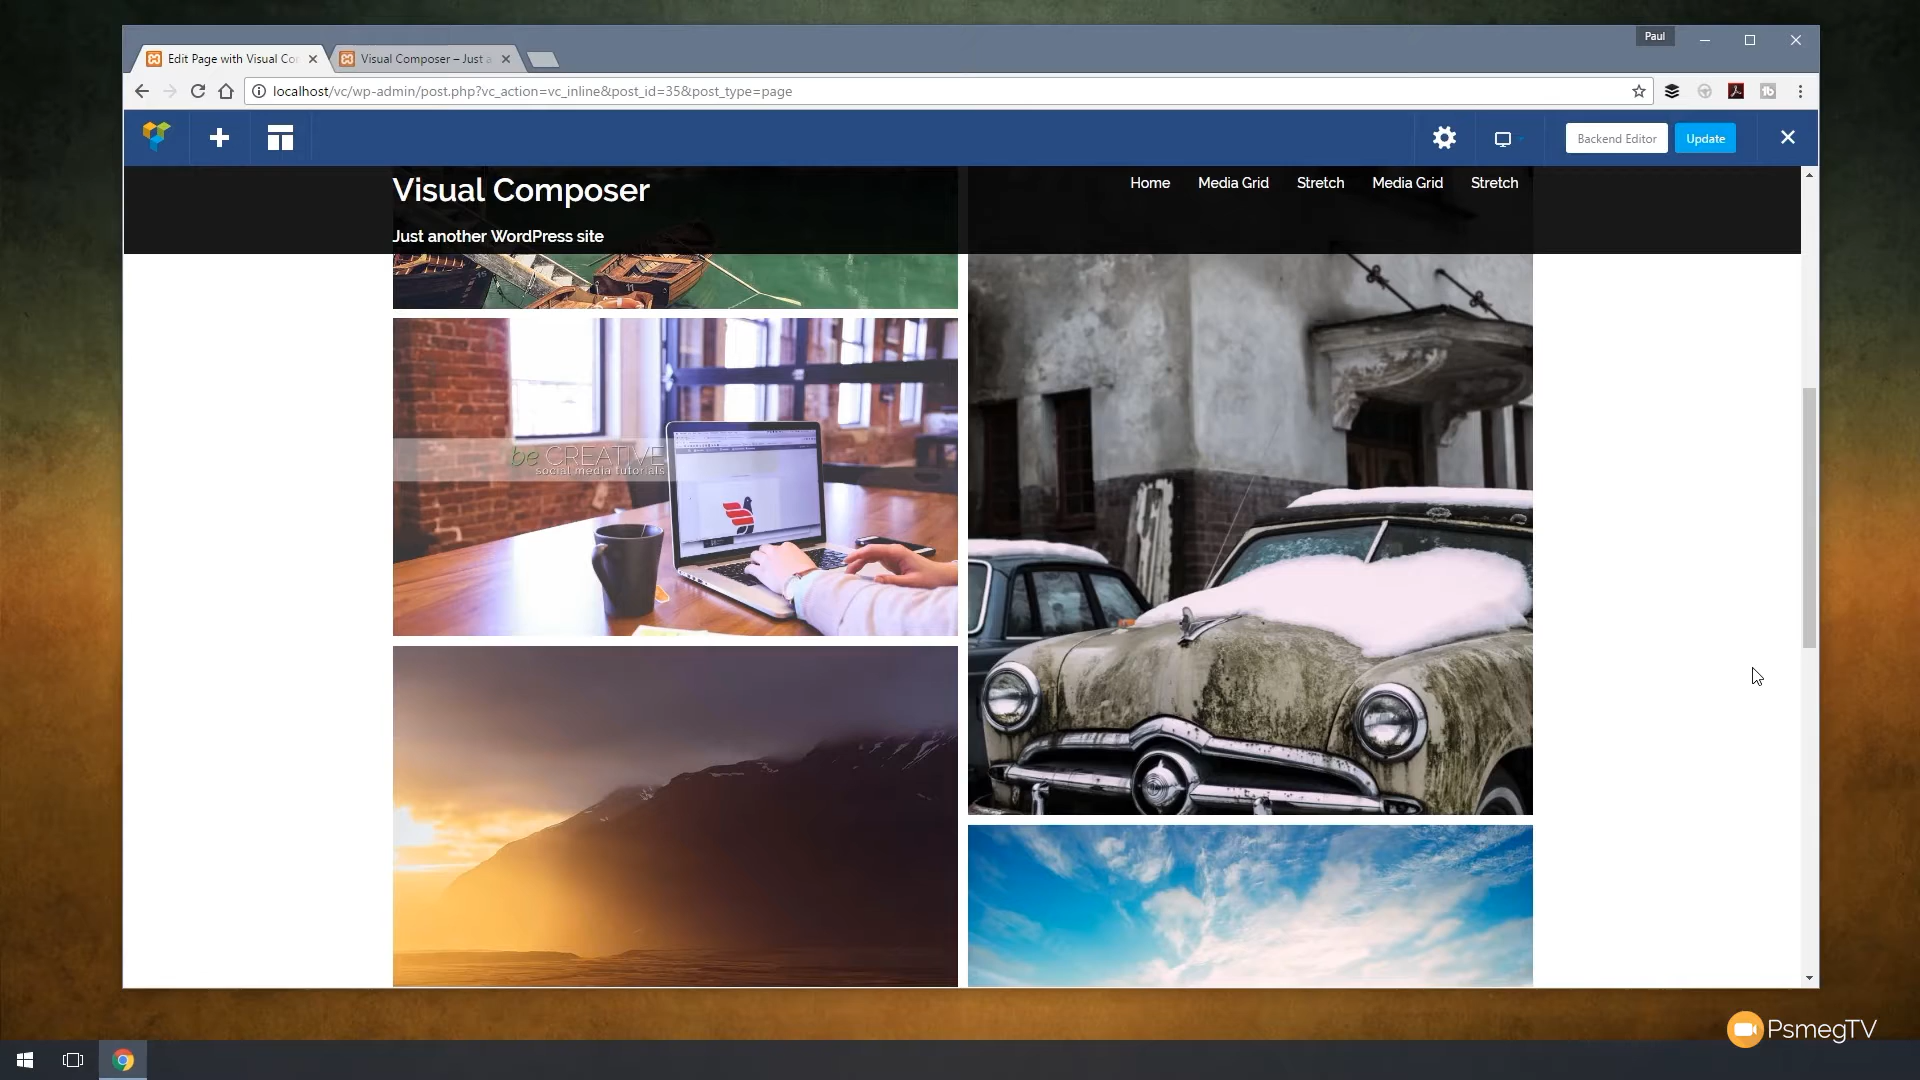 Paul
Edit Page with Visual Co
Visual Composer – Just a
localhost/vc/wp-admin/post.php?vc_action=vc_inline&post_id=35&post_type=page
Backend Editor
Update
Visual Composer
Home
Media Grid
Stretch
Media Grid
Stretch
Just another WordPress site
be CREATIVE
social media tutorials
PsmegTV